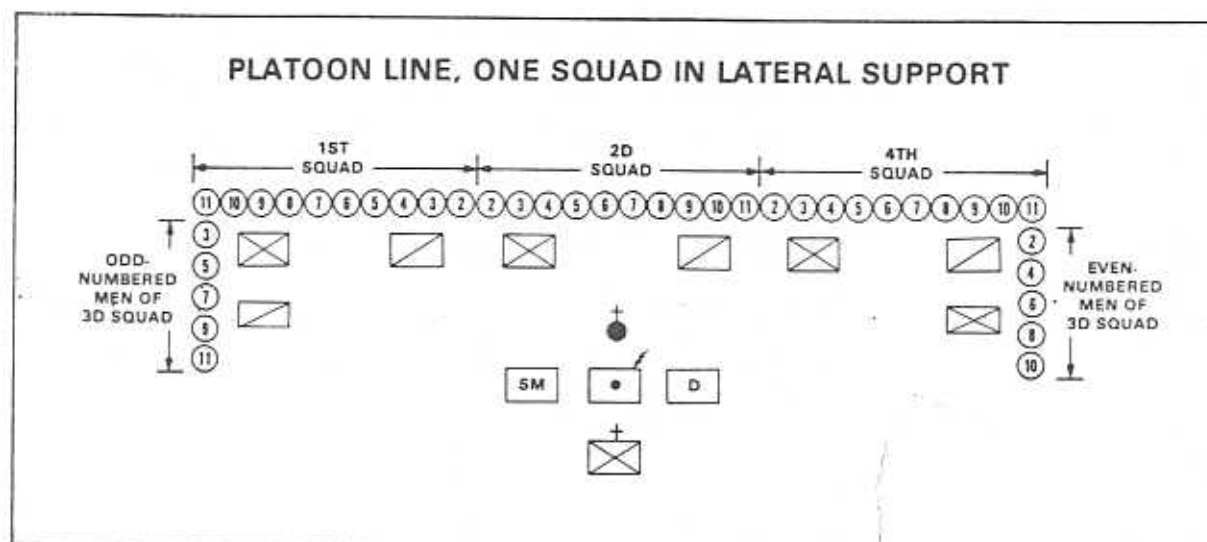 PLATOON LINE, ONE SQUAD IN LATERAL SUPPORT
1ST
SQUAD
2D
SQUAD
4TH
SQUAD
11 10 9 8 7 6 5 4 3 2 2 3 4 5 6 7 8 9 10 11 2 3 4 5 6 7 8 9 10 11
ODD-
NUMBERED
MEN OF
3D SQUAD
3
5
7
9
11
2
4
6
8
10
EVEN-
NUMBERED
MEN OF
3D SQUAD
SM
D